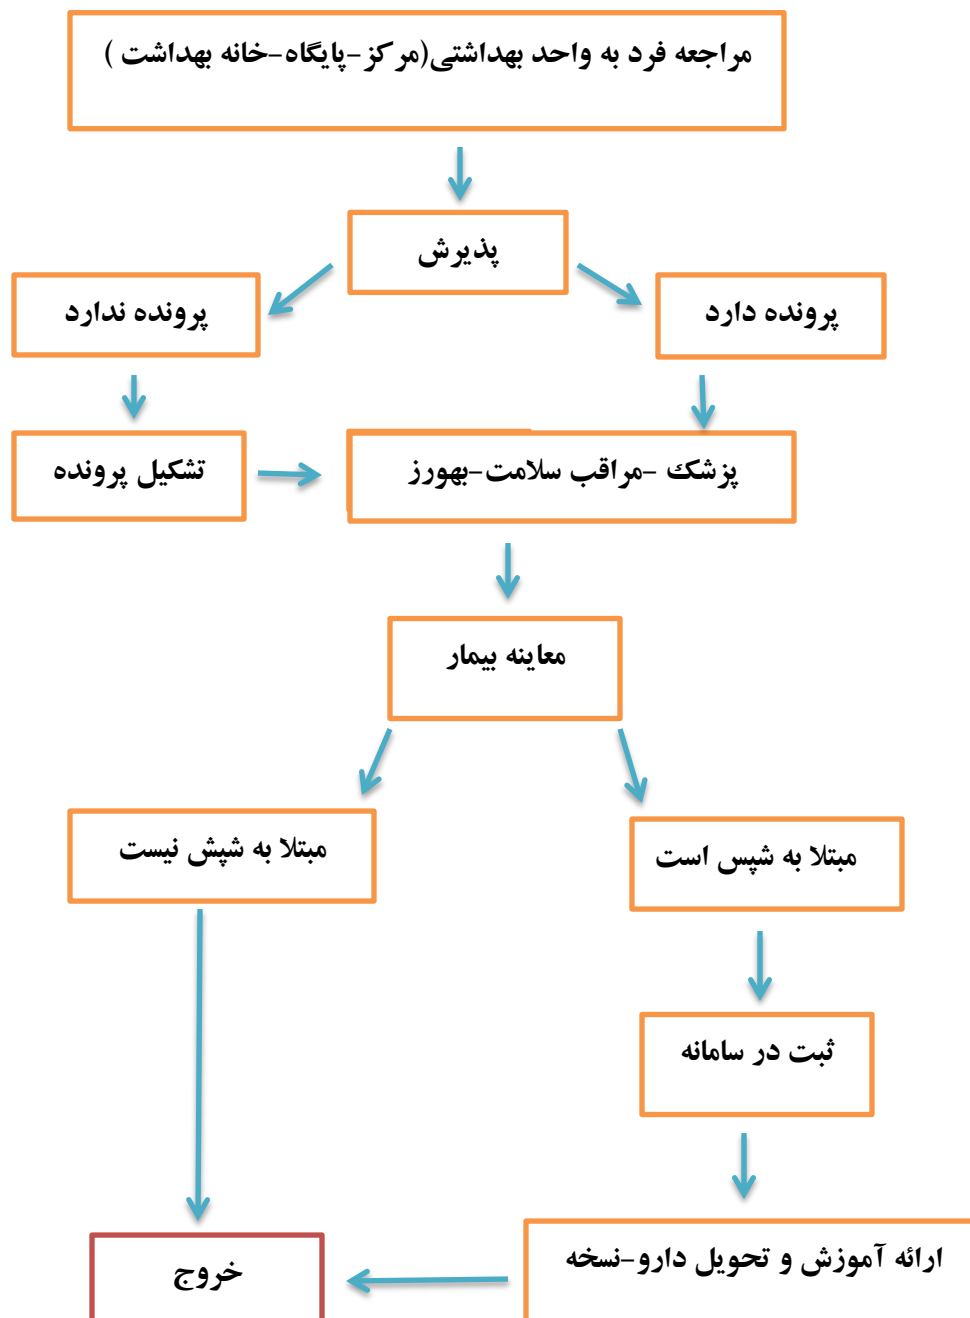 مراجعه فرد به واحد بهداشتی(مرکز-پایگاه-خانه بهداشت )
پذیرش
پرونده دارد
پرونده ندارد
تشکیل پرونده
پزشک -مراقب سلامت-بهورز
معاینه بیمار
مبتلا به شپس است
مبتلا به شپش نیست
ثبت در سامانه
ارائه آموزش و تحویل دارو-نسخه
خروج